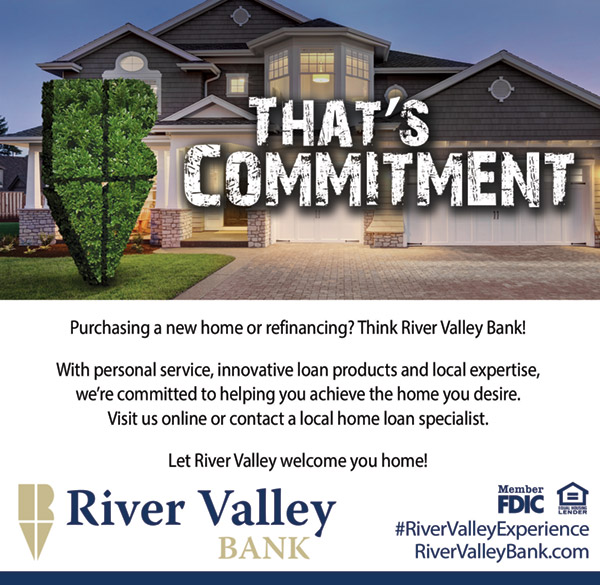 THAT'S
COMMITMENT
Purchasing a new home or refinancing? Think River Valley Bank!
With personal service, innovative loan products and local expertise,
we're committed to helping you achieve the home you desire.
Visit us online or contact a local home loan specialist.
Let River Valley welcome you home!
River Valley
BANK
Member
FDIC
EQUAL HOUSING
LENDER
#RiverValleyExperience
RiverValleyBank.com